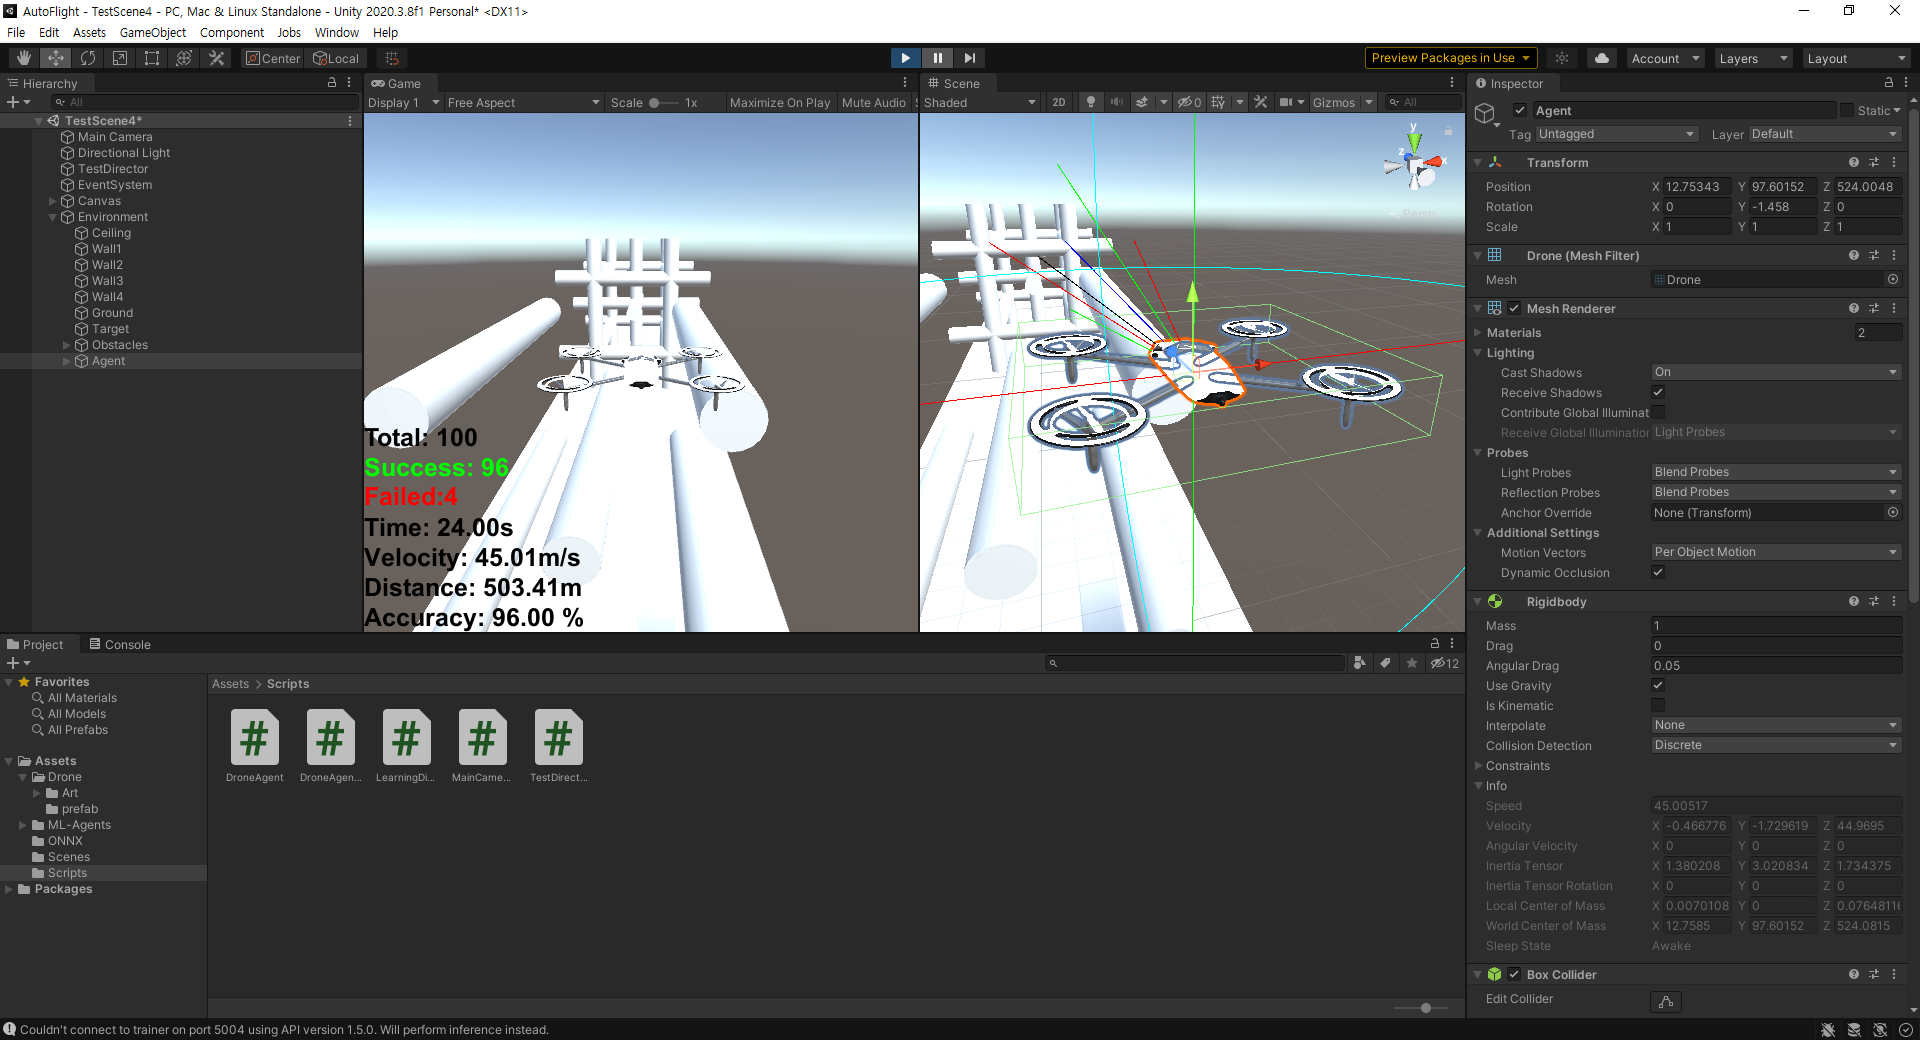 AutoFlight - TestScene4 - PC, Mac & Linux Standalone - Unity 2020.3.8f1 Personal* <DX11>
File Edit Assets GameObject Component Jobs Window Help
Center Local
Preview Packages in Use
Account
Layers
Layout
Hierarchy
All
TestScene4*
Main Camera
Directional Light
TestDirector
EventSystem
Canvas
Environment
Ceiling
Wall1
Wall2
Wall3
Wall4
Ground
Target
Obstacles
Agent
Game
Display 1 Free Aspect Scale 1x Maximize On Play Mute Audio
Total: 100
Success: 96
Failed:4
Time: 24.00s
Velocity: 45.01m/s
Distance: 503.41m
Accuracy: 96.00 %
Scene
Shaded 2D 0 Gizmos All
y
z
x
Persp
Inspector
Agent Static
Tag Untagged Layer Default
Transform
Position X 12.75343 Y 97.60152 Z 524.0048
Rotation X 0 Y -1.458 Z 0
Scale X 1 Y 1 Z 1
Drone (Mesh Filter)
Mesh Drone
Mesh Renderer
Materials 2
Lighting
Cast Shadows On
Receive Shadows
Contribute Global Illuminat
Receive Global Illumination Light Probes
Probes
Light Probes Blend Probes
Reflection Probes Blend Probes
Anchor Override None (Transform)
Additional Settings
Motion Vectors Per Object Motion
Dynamic Occlusion
Rigidbody
Mass 1
Drag 0
Angular Drag 0.05
Use Gravity
Is Kinematic
Interpolate None
Collision Detection Discrete
Constraints
Info
Speed 45.00517
Velocity X -0.466776 Y -1.729619 Z 44.9695
Angular Velocity X 0 Y 0 Z 0
Inertia Tensor X 1.380208 Y 3.020834 Z 1.734375
Inertia Tensor Rotation X 0 Y 0 Z 0
Local Center of Mass X 0.0070108 Y 0 Z 0.0764811
World Center of Mass X 12.7585 Y 97.60152 Z 524.0815
Sleep State Awake
Box Collider
Edit Collider
Project Console
12
Favorites
All Materials
All Models
All Prefabs
Assets
Drone
Art
prefab
ML-Agents
ONNX
Scenes
Scripts
Packages
Assets > Scripts
DroneAgent DroneAgen... LearningDi... MainCame... TestDirect...
Couldn't connect to trainer on port 5004 using API version 1.5.0. Will perform inference instead.